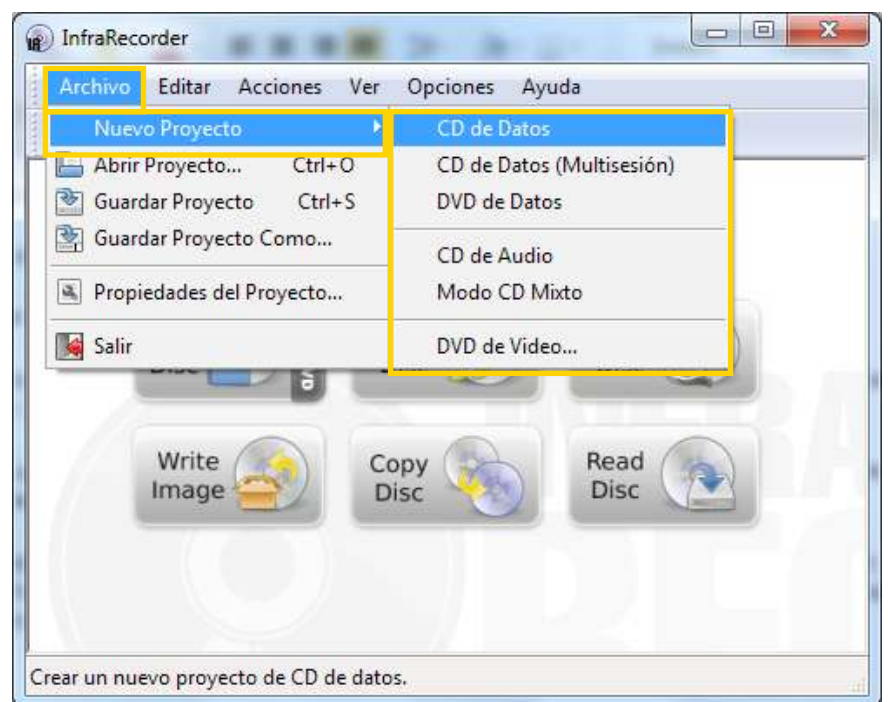 InfraRecorder
Archivo Editar Acciones Ver Opciones Ayuda
Nuevo Proyecto
Abrir Proyecto... Ctrl+O
Guardar Proyecto Ctrl+S
Guardar Proyecto Como...
Propiedades del Proyecto...
Salir
CD de Datos
CD de Datos (Multisesión)
DVD de Datos
CD de Audio
Modo CD Mixto
DVD de Video...
Write
Image
Copy
Disc
Read
Disc
Crear un nuevo proyecto de CD de datos.